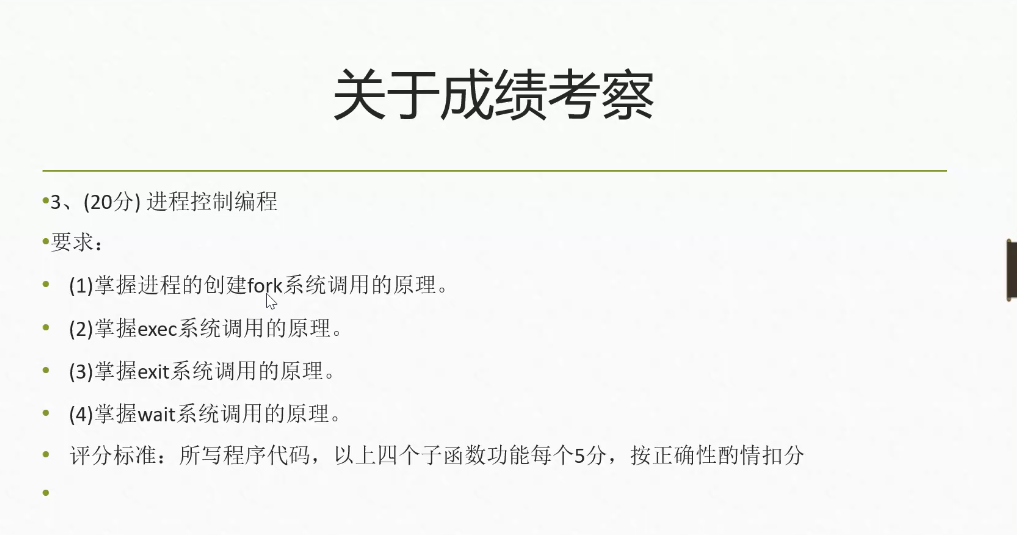 关于成绩考察
•3、(20分) 进程控制编程
•要求：
• (1)掌握进程的创建fork系统调用的原理。
• (2)掌握exec系统调用的原理。
• (3)掌握exit系统调用的原理。
• (4)掌握wait系统调用的原理。
• 评分标准：所写程序代码，以上四个子函数功能每个5分，按正确性酌情扣分
•